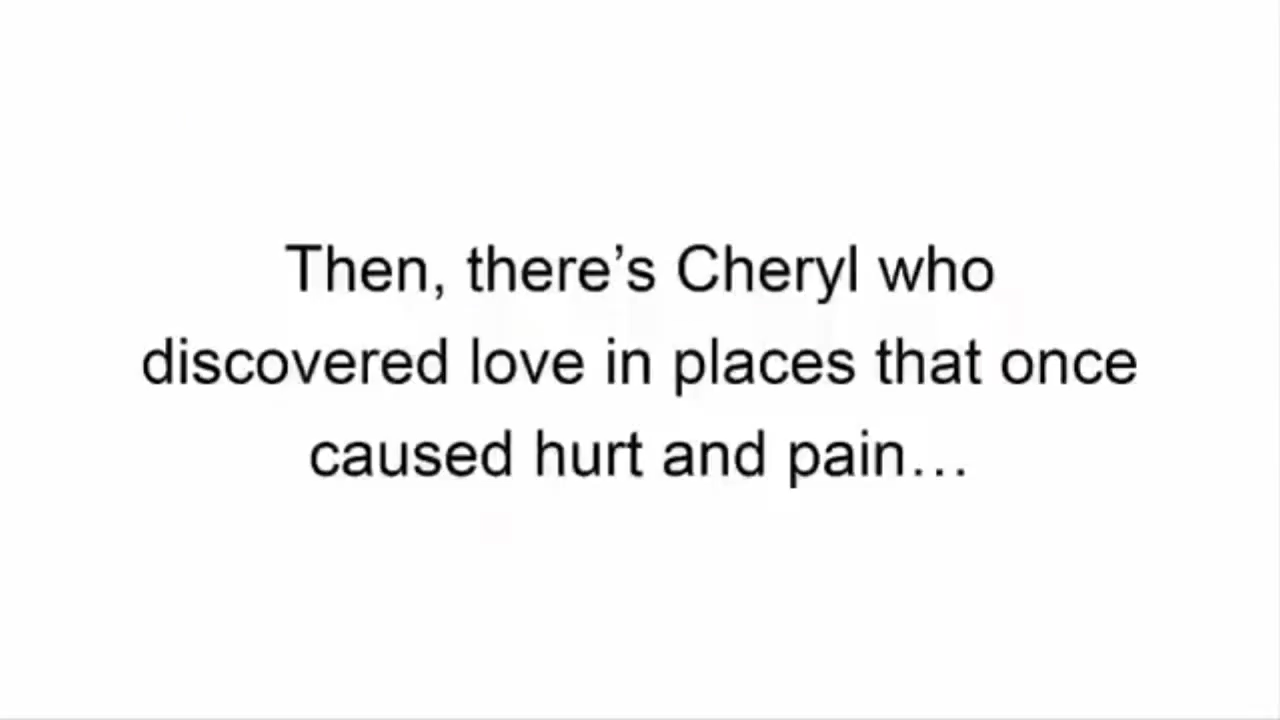 Then, there’s Cheryl who
discovered love in places that once
caused hurt and pain…